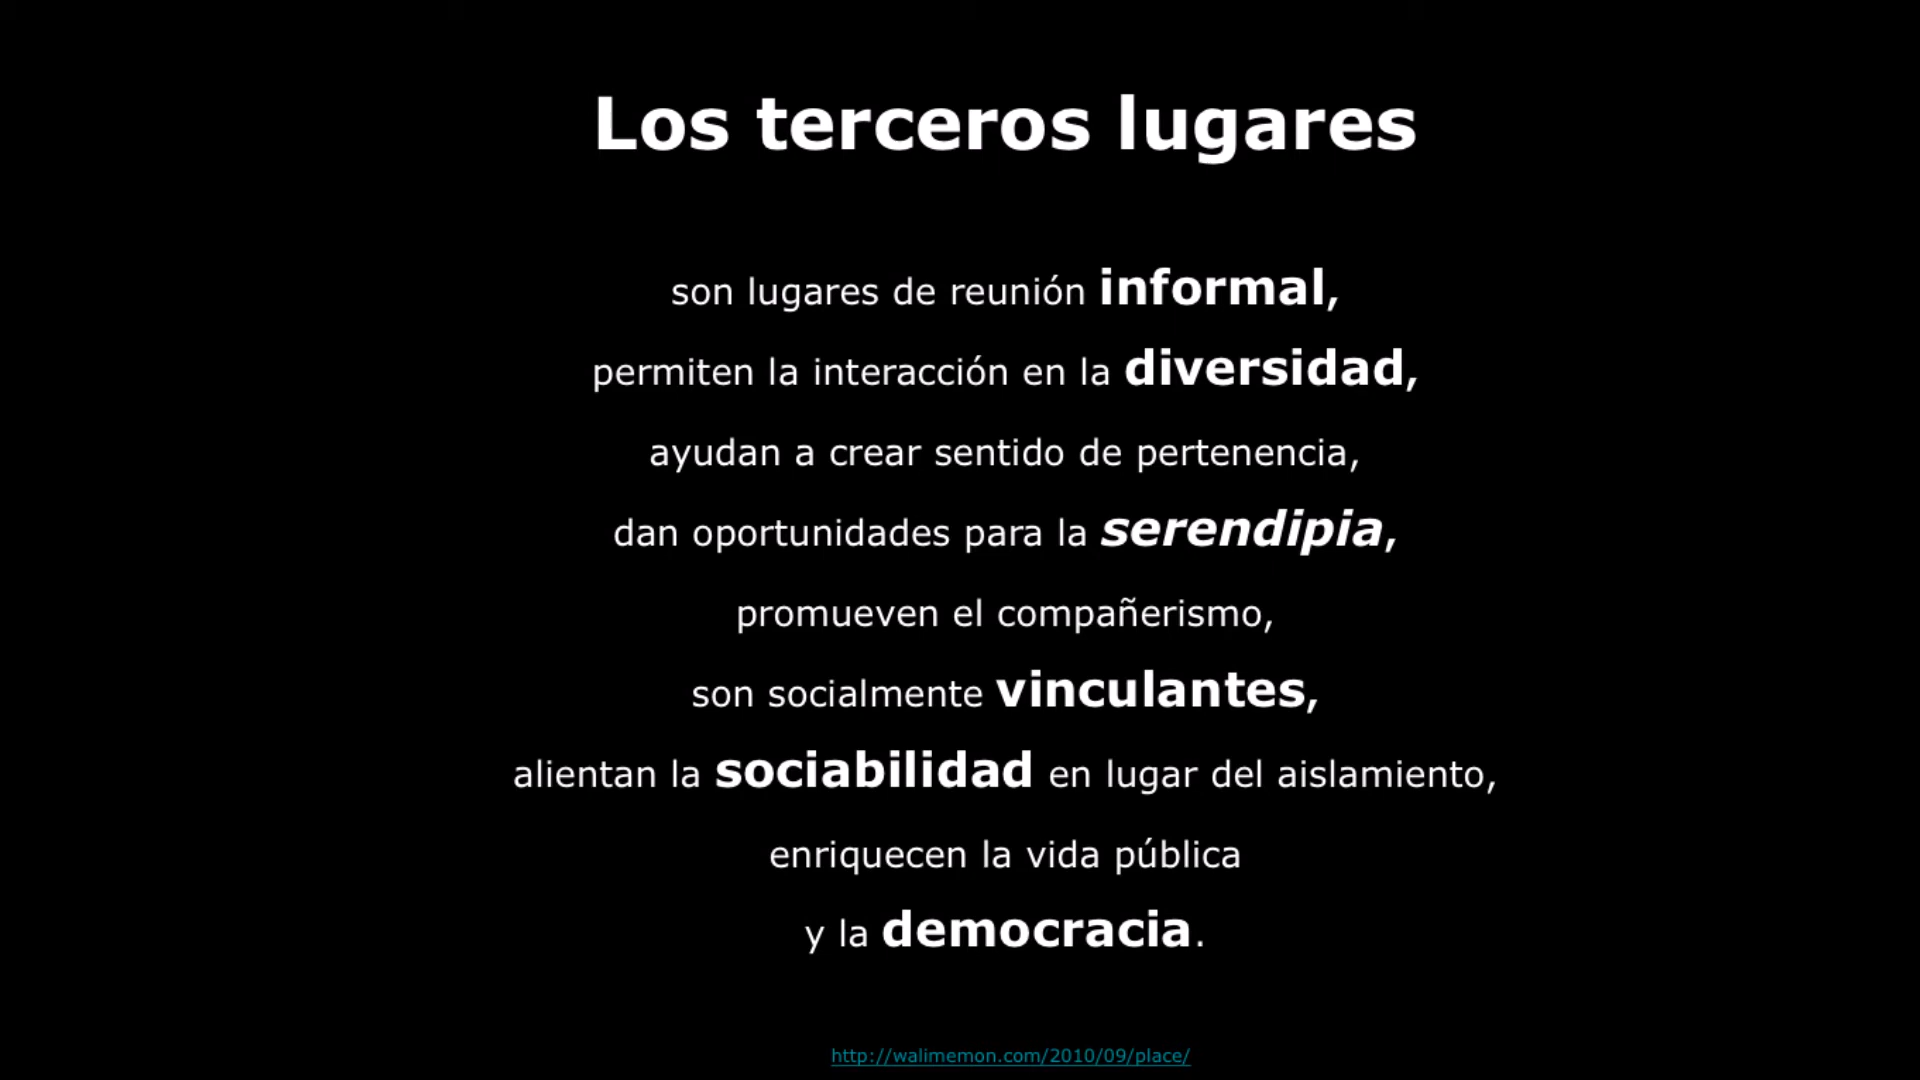 Los terceros lugares
son lugares de reunión informal,
permiten la interacción en la diversidad,
ayudan a crear sentido de pertenencia,
dan oportunidades para la serendipia,
promueven el compañerismo,
son socialmente vinculantes,
alientan la sociabilidad en lugar del aislamiento,
enriquecen la vida pública
y la democracia.
http://walimemon.com/2010/09/place/